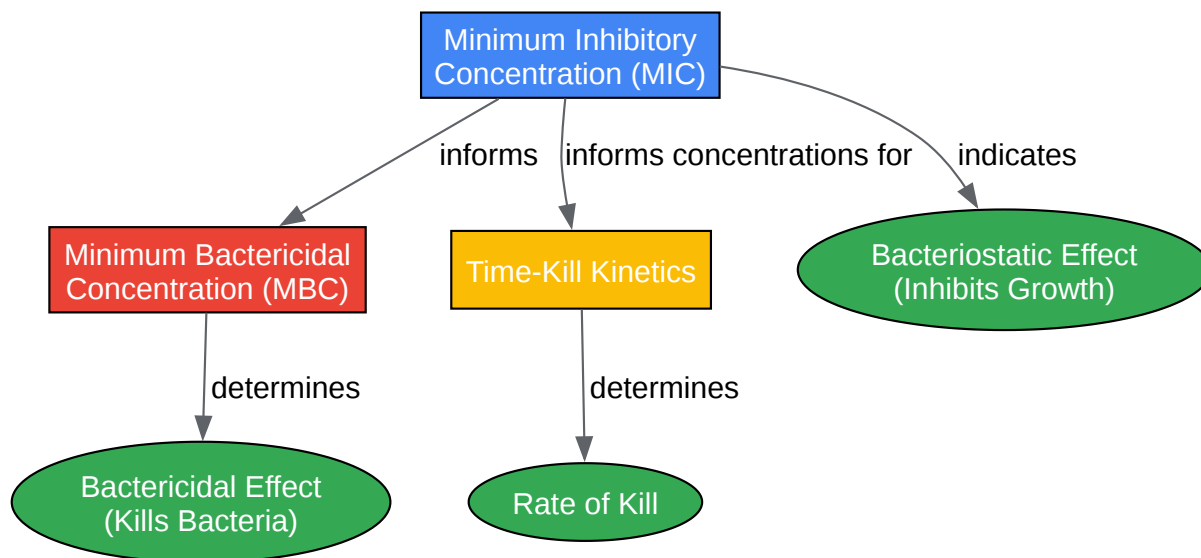 Minimum Inhibitory
Concentration (MIC)
informs
informs concentrations for
indicates
Minimum Bactericidal
Concentration (MBC)
Time-Kill Kinetics
Bacteriostatic Effect
(Inhibits Growth)
determines
determines
Bactericidal Effect
(Kills Bacteria)
Rate of Kill